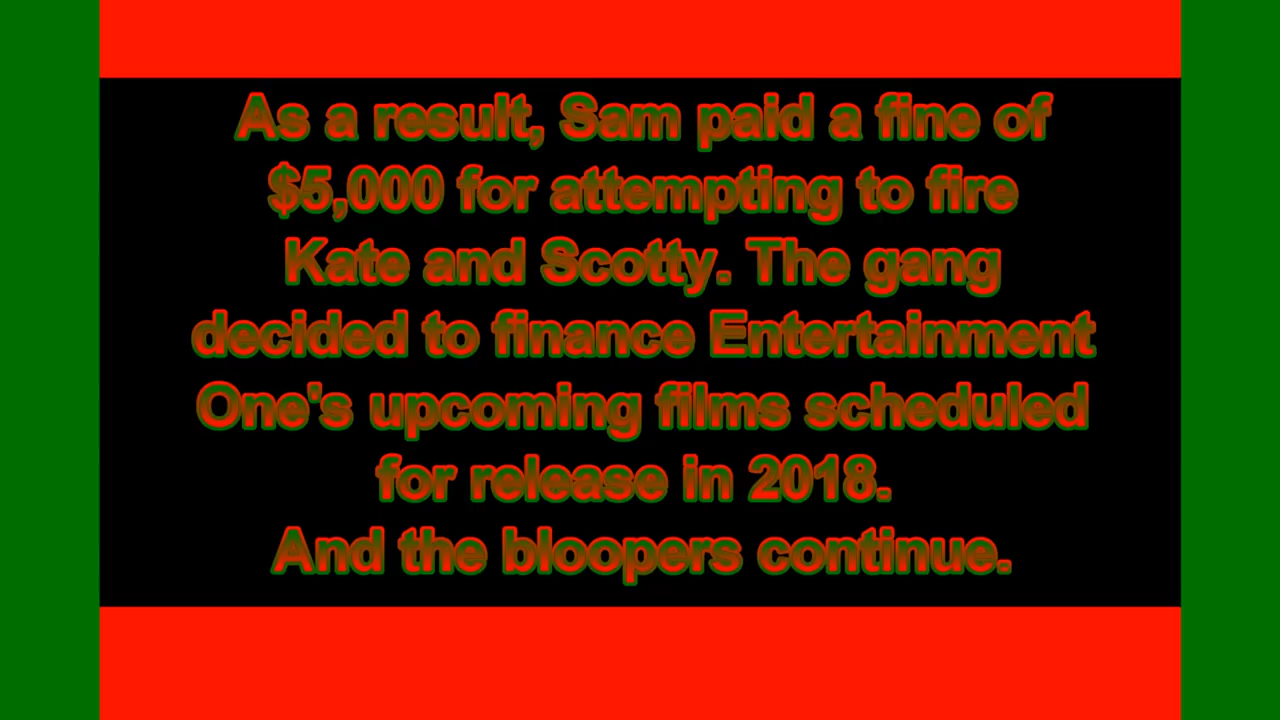 As a result, Sam paid a fine of
$5,000 for attempting to fire
Kate and Scotty. The gang
decided to finance Entertainment
One's upcoming films scheduled
for release in 2018.
And the bloopers continue.